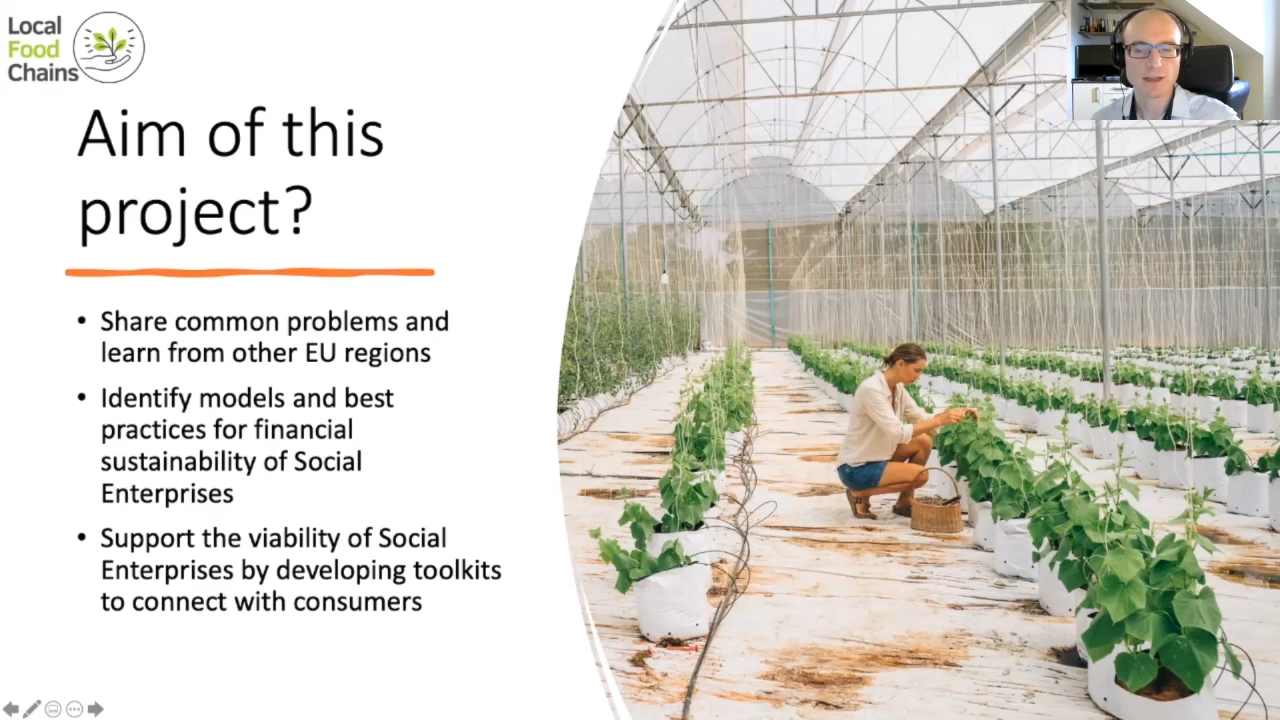 Local
Food
Chains
Aim of this
project?
• Share common problems and
learn from other EU regions
• Identify models and best
practices for financial
sustainability of Social
Enterprises
• Support the viability of Social
Enterprises by developing toolkits
to connect with consumers